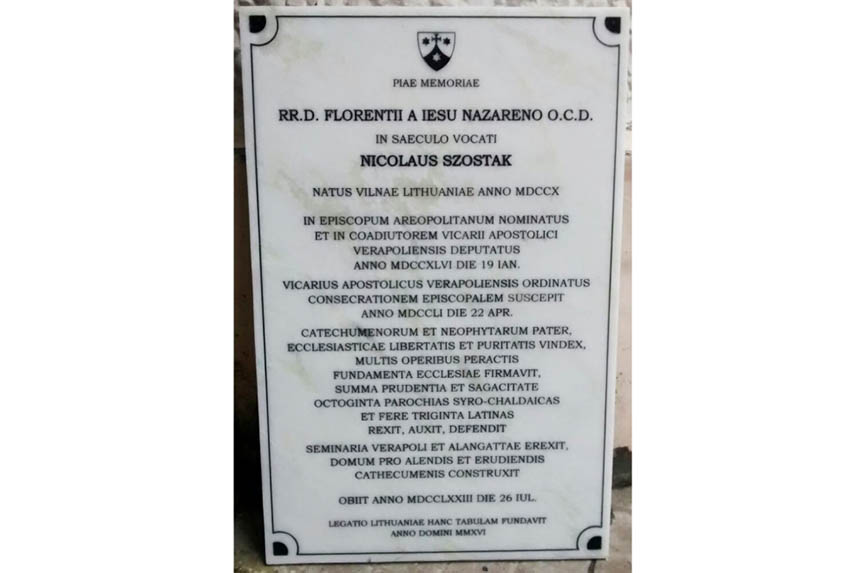 PIAE MEMORIAE
RR.D. FLORENTII A IESU NAZARENO O.C.D.
IN SAECULO VOCATI
NICOLAUS SZOSTAK
NATUS VILNAE LITHUANIAE ANNO MDCCX
IN EPISCOPUM AREOPOLITANUM NOMINATUS
ET IN COADIUTOREM VICARII APOSTOLICI
VERAPOLIENSIS DEPUTATUS
ANNO MDCCXLVI DIE 19 IAN.
VICARIUS APOSTOLICUS VERAPOLIENSIS ORDINATUS
CONSECRATIONEM EPISCOPALEM SUSCEPIT
ANNO MDCCLI DIE 22 APR.
CATECHUMENORUM ET NEOPHYTARUM PATER,
ECCLESIASTICAE LIBERTATIS ET PURITATIS VINDEX,
MULTIS OPERIBUS PERACTIS
FUNDAMENTA ECCLESIAE FIRMAVIT,
SUMMA PRUDENTIA ET SAGACITATE
OCTOGINTA PAROCHIAS SYRO-CHALDAICAS
ET FERE TRIGINTA LATINAS
REXIT, AUXIT, DEFENDIT
SEMINARIA VERAPOLI ET ALANGATTAE EREXIT,
DOMUM PRO ALENDIS ET ERUDIENDIS
CATHECUMENIS CONSTRUXIT
OBIIT ANNO MDCCLXXIII DIE 26 IUL.
LEGATIO LITHUANIAE HANC TABULAM FUNDAVIT
ANNO DOMINI MMXVI